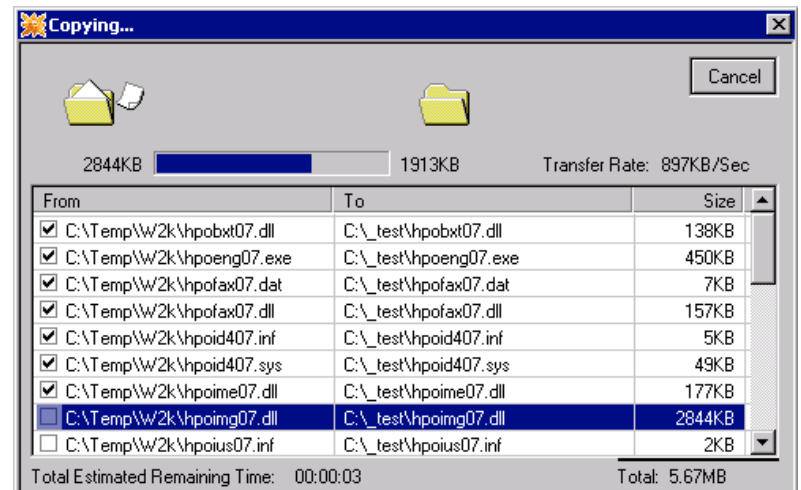 Copying...
Cancel
2844KB 1913KB Transfer Rate: 897KB/Sec
From To Size
C:\Temp\W2k\hpobxt07.dll C:\_test\hpobxt07.dll 138KB
C:\Temp\W2k\hpoeng07.exe C:\_test\hpoeng07.exe 450KB
C:\Temp\W2k\hpofax07.dat C:\_test\hpofax07.dat 7KB
C:\Temp\W2k\hpofax07.dll C:\_test\hpofax07.dll 157KB
C:\Temp\W2k\hpoid407.inf C:\_test\hpoid407.inf 5KB
C:\Temp\W2k\hpoid407.sys C:\_test\hpoid407.sys 49KB
C:\Temp\W2k\hpoime07.dll C:\_test\hpoime07.dll 177KB
C:\Temp\W2k\hpoimg07.dll C:\_test\hpoimg07.dll 2844KB
C:\Temp\W2k\hpoius07.inf C:\_test\hpoius07.inf 2KB
Total Estimated Remaining Time: 00:00:03 Total: 5.67MB